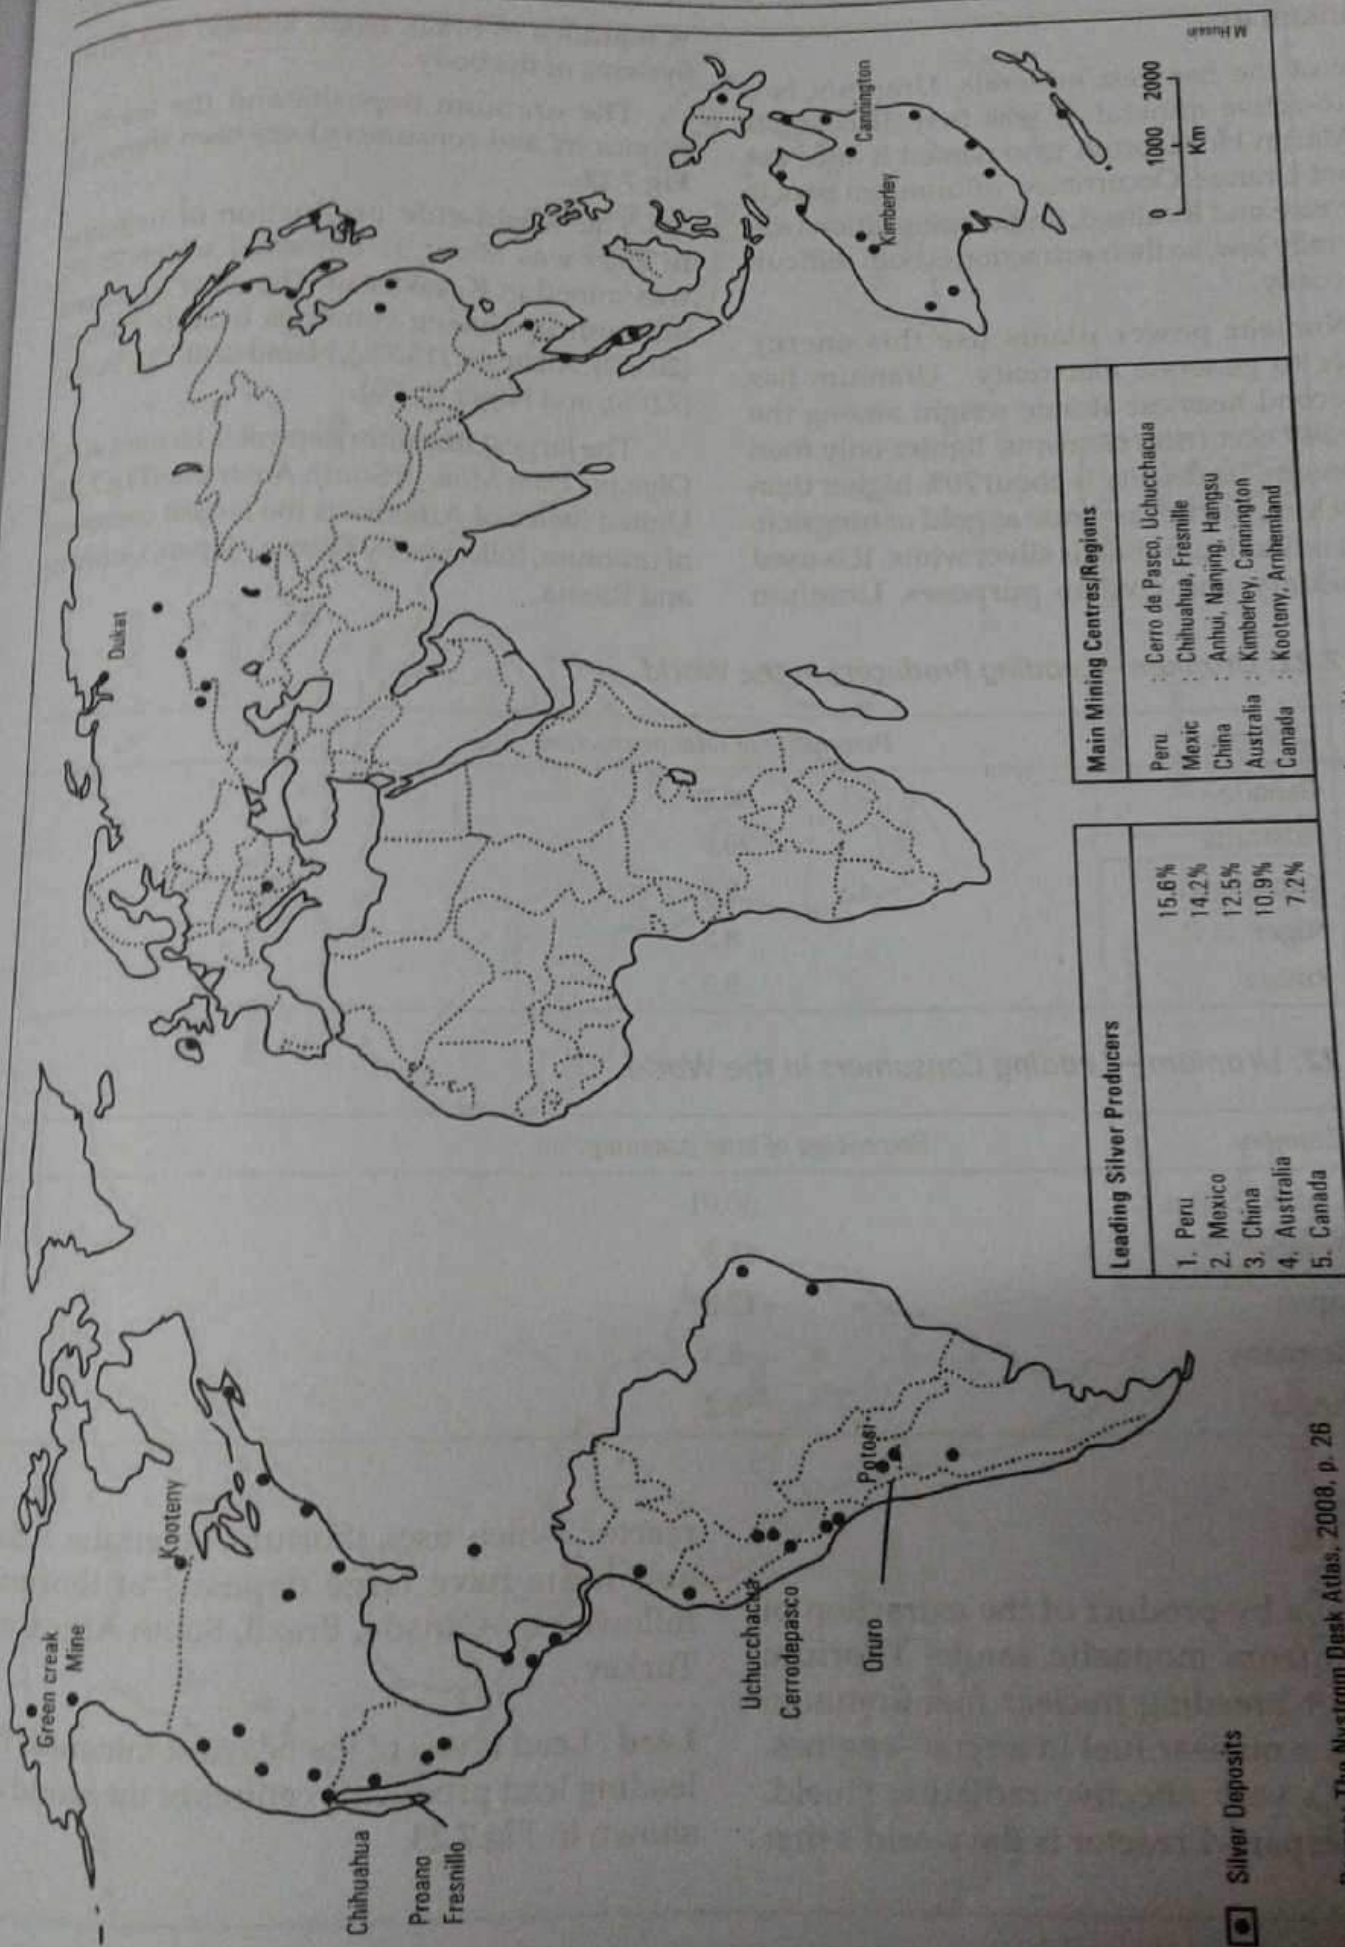 Dukat
Green creak
Mine
Kooteny
Chihuahua
Proano
Fresnillo
Uchucchacua
Cerrodepasco
Oruro
Potosi
Cannington
Kimberley
0 1000 2000
Km
M Hussain
Silver Deposits
Leading Silver Producers
1. Peru 15.6%
2. Mexico 14.2%
3. China 12.5%
4. Australia 10.9%
5. Canada 7.2%
Main Mining Centres/Regions
Peru : Cerro de Pasco, Uchucchacua
Mexic : Chihuahua, Fresnille
China : Anhui, Nanjing, Hangsu
Australia : Kimberley, Cannington
Canada : Kooteny, Arnhemland
The Nystrom Desk Atlas, 2008, p. 26